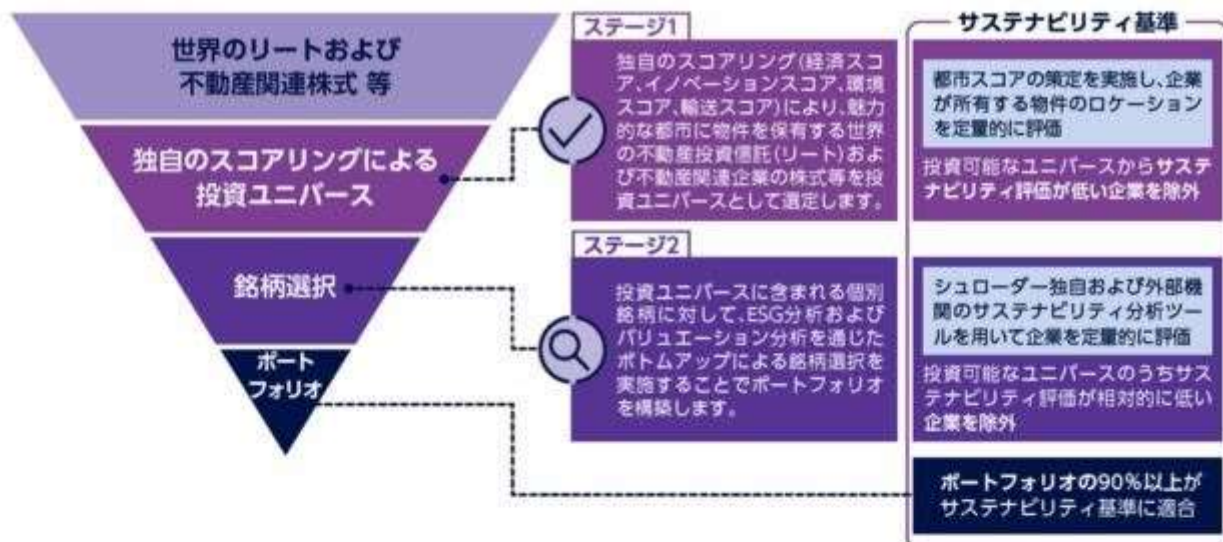 世界のリートおよび
不動産関連株式 等
独自のスコアリングによる
投資ユニバース
銘柄選択
ポート
フォリオ
ステージ1
独自のスコアリング(経済スコ
ア、イノベーションスコア、環境
スコア、輸送スコア)により、魅力
的な都市に物件を保有する世界
の不動産投資信託(リート)およ
び不動産関連企業の株式等を投
資ユニバースとして選定します。
ステージ2
投資ユニバースに含まれる個別
銘柄に対して、ESG分析および
バリュエーション分析を通じた
ボトムアップによる銘柄選択を
実施することでポートフォリオ
を構築します。
サステナビリティ基準
都市スコアの策定を実施し、企業
が所有する物件のロケーション
を定量的に評価
投資可能なユニバースからサステ
ナビリティ評価が低い企業を除外
シュローダー独自および外部機
関のサステナビリティ分析ツー
ルを用いて企業を定量的に評価
投資可能なユニバースのうちサス
テナビリティ評価が相対的に低い
企業を除外
ポートフォリオの90%以上が
サステナビリティ基準に適合